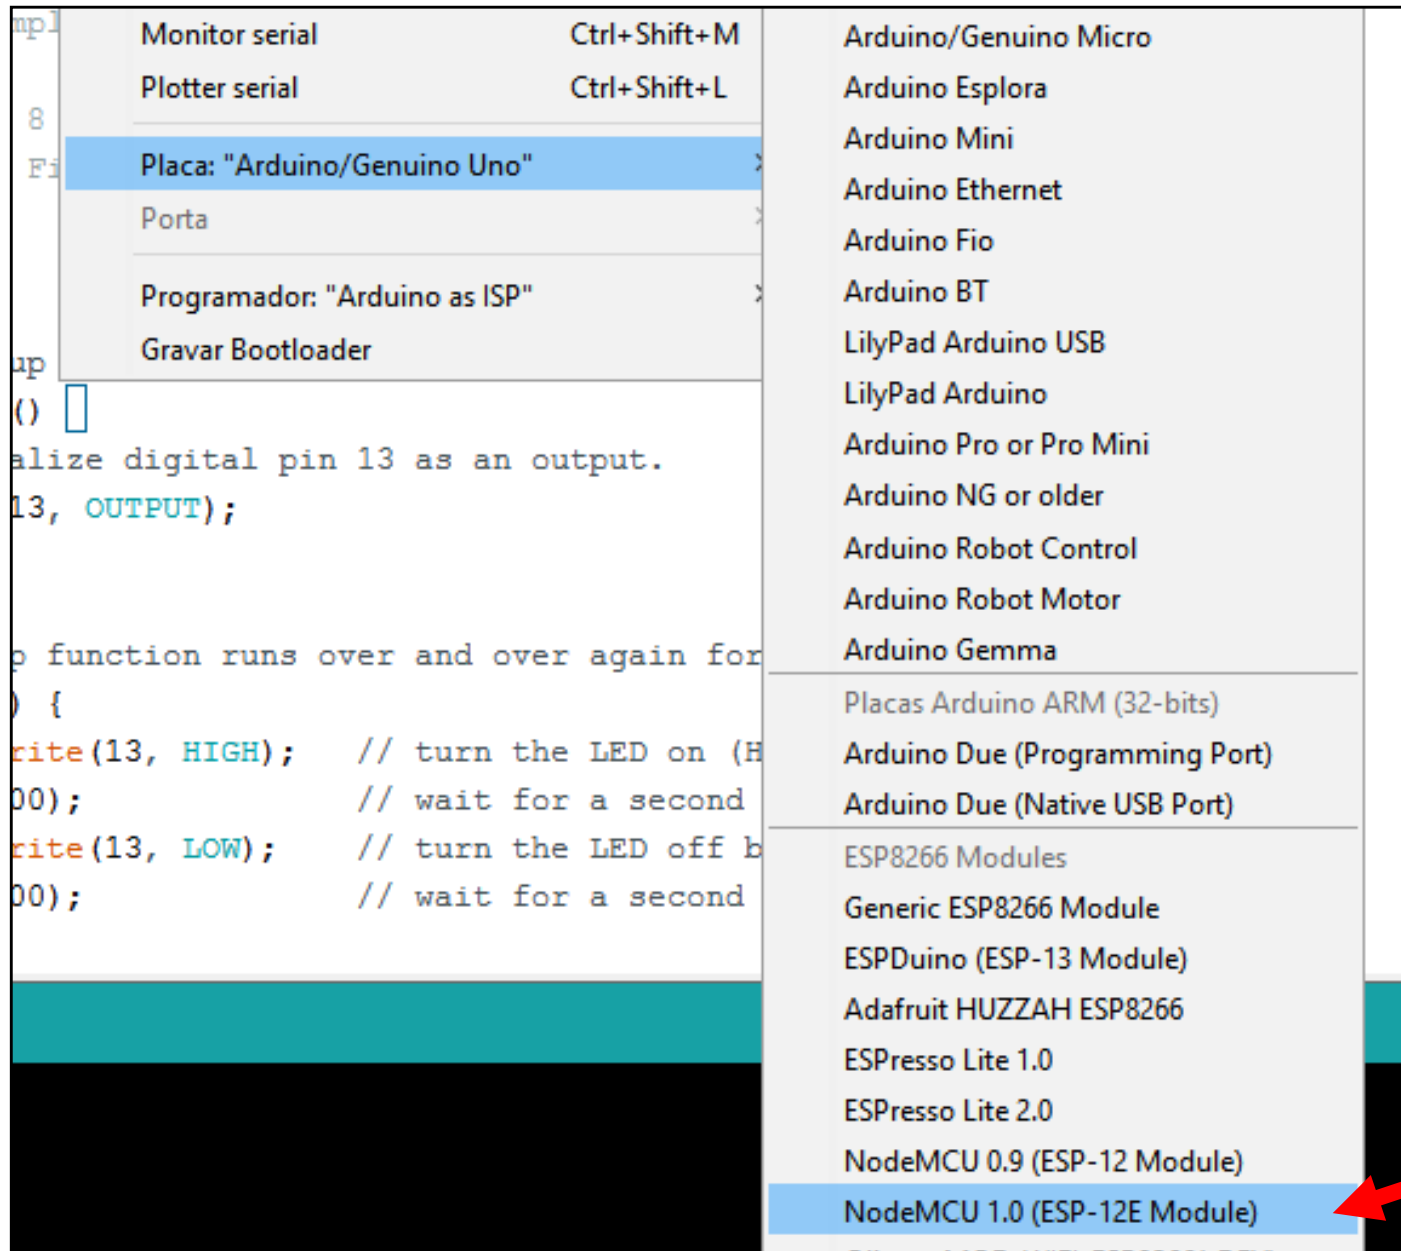 Monitor serial Ctrl+Shift+M
Plotter serial Ctrl+Shift+L
Placa: "Arduino/Genuino Uno"
Porta
Programador: "Arduino as ISP"
Gravar Bootloader
Arduino/Genuino Micro
Arduino Esplora
Arduino Mini
Arduino Ethernet
Arduino Fio
Arduino BT
LilyPad Arduino USB
LilyPad Arduino
Arduino Pro or Pro Mini
Arduino NG or older
Arduino Robot Control
Arduino Robot Motor
Arduino Gemma
Placas Arduino ARM (32-bits)
Arduino Due (Programming Port)
Arduino Due (Native USB Port)
ESP8266 Modules
Generic ESP8266 Module
ESPDuino (ESP-13 Module)
Adafruit HUZZAH ESP8266
ESPresso Lite 1.0
ESPresso Lite 2.0
NodeMCU 0.9 (ESP-12 Module)
NodeMCU 1.0 (ESP-12E Module)
mpl
8
Fi
up
()
alize digital pin 13 as an output.
13, OUTPUT);
p function runs over and over again for
) {
rite(13, HIGH); // turn the LED on (H
00); // wait for a second
rite(13, LOW); // turn the LED off b
00); // wait for a second